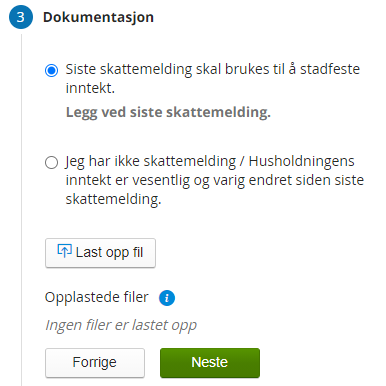 3 Dokumentasjon
Siste skattemelding skal brukes til å stadfeste
inntekt.
Legg ved siste skattemelding.
Jeg har ikke skattemelding / Husholdningens
inntekt er vesentlig og varig endret siden siste
skattemelding.
Last opp fil
Opplastede filer i
Ingen filer er lastet opp
Forrige Neste